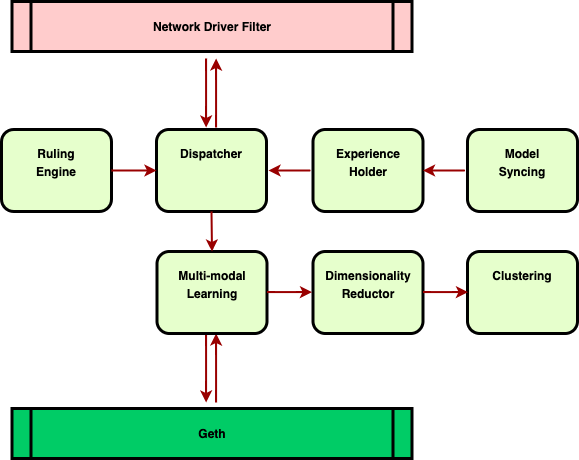 Network Driver Filter
Ruling
Engine
Dispatcher
Experience
Holder
Model
Syncing
Multi-modal
Learning
Dimensionality
Reductor
Clustering
Geth